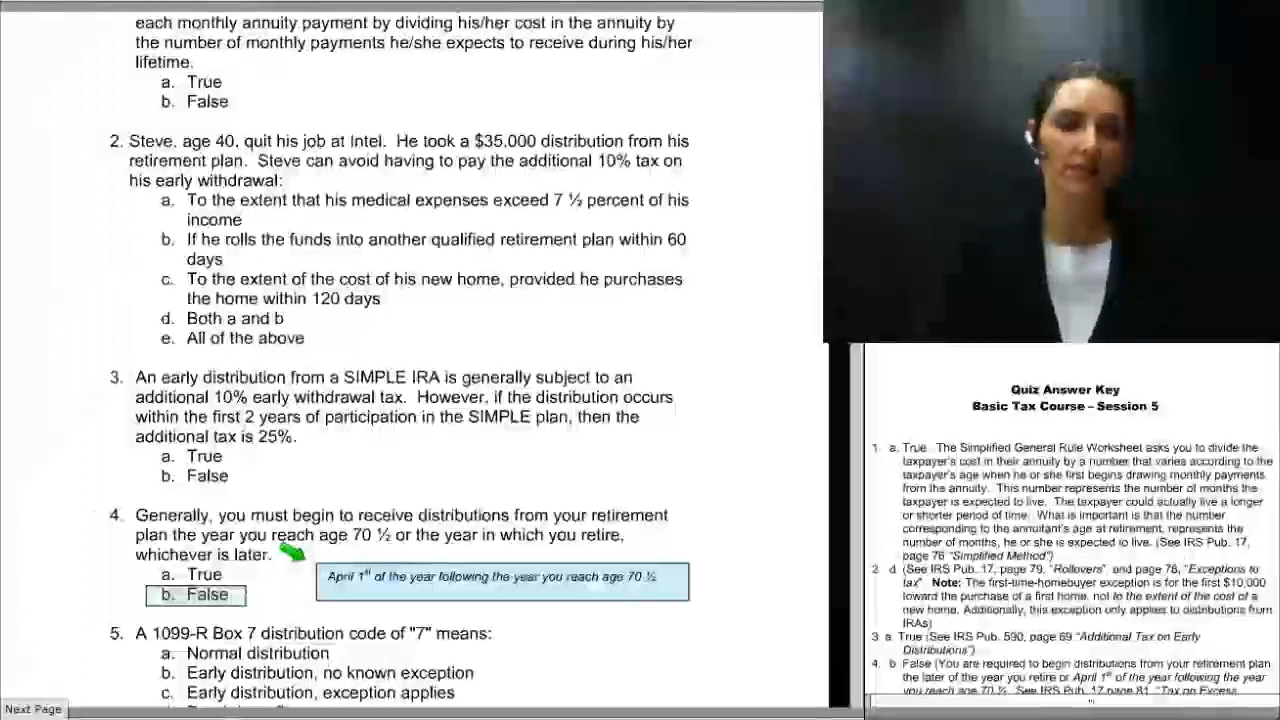 each monthly annuity payment by dividing his/her cost in the annuity by
the number of monthly payments he/she expects to receive during his/her
lifetime.
a. True
b. False
2. Steve, age 40, quit his job at Intel. He took a $35,000 distribution from his
retirement plan. Steve can avoid having to pay the additional 10% tax on
his early withdrawal:
a. To the extent that his medical expenses exceed 7 ½ percent of his
income
b. If he rolls the funds into another qualified retirement plan within 60
days
c. To the extent of the cost of his new home, provided he purchases
the home within 120 days
d. Both a and b
e. All of the above
3. An early distribution from a SIMPLE IRA is generally subject to an
additional 10% early withdrawal tax. However, if the distribution occurs
within the first 2 years of participation in the SIMPLE plan, then the
additional tax is 25%.
a. True
b. False
4. Generally, you must begin to receive distributions from your retirement
plan the year you reach age 70 ½ or the year in which you retire,
whichever is later.
a. True
b. False
April 1st of the year following the year you reach age 70 ½
5. A 1099-R Box 7 distribution code of "7" means:
a. Normal distribution
b. Early distribution, no known exception
c. Early distribution, exception applies
Next Page
Quiz Answer Key
Basic Tax Course – Session 5
1. a. True The Simplified General Rule Worksheet asks you to divide the
taxpayer's cost in their annuity by a number that varies according to the
taxpayer's age when he or she first begins drawing monthly payments
from the annuity. This number represents the number of months the
taxpayer is expected to live. The taxpayer could actually live a longer
or shorter period of time. What is important is that the number
corresponding to the annuitant's age at retirement, represents the
number of months, he or she is expected to live. (See IRS Pub. 17,
page 76 "Simplified Method")
2. d (See IRS Pub. 17, page 79, "Rollovers", and page 78, "Exceptions to
tax" Note: The first-time-homebuyer exception is for the first $10,000
toward the purchase of a first home, not to the extent of the cost of a
new home. Additionally, this exception only applies to distributions from
IRAs)
3 a True (See IRS Pub. 590, page 69 "Additional Tax on Early
Distributions")
4. b False (You are required to begin distributions from your retirement plan
the later of the year you retire or April 1st of the year following the year
you reach age 70 ½. See IRS Pub. 17 page 81, "Tax on Excess